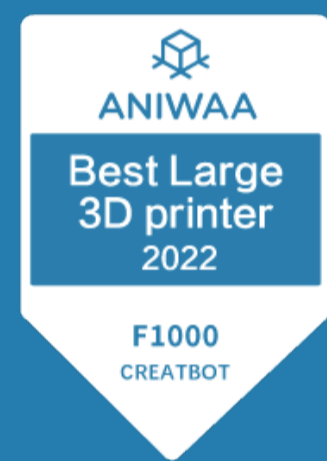 ANIWAA
Best Large
3D printer
2022
F1000
CREATBOT